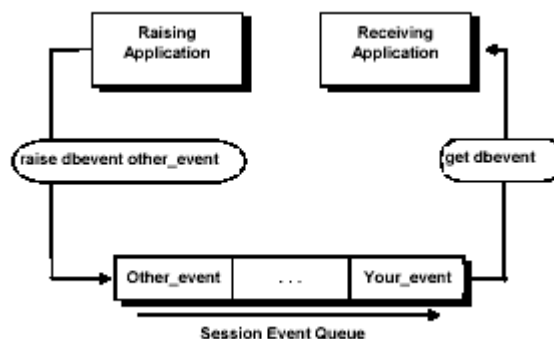 Raising
Application
Receiving
Application
raise dbevent other_event
get dbevent
Other_event
. . .
Your_event
Session Event Queue